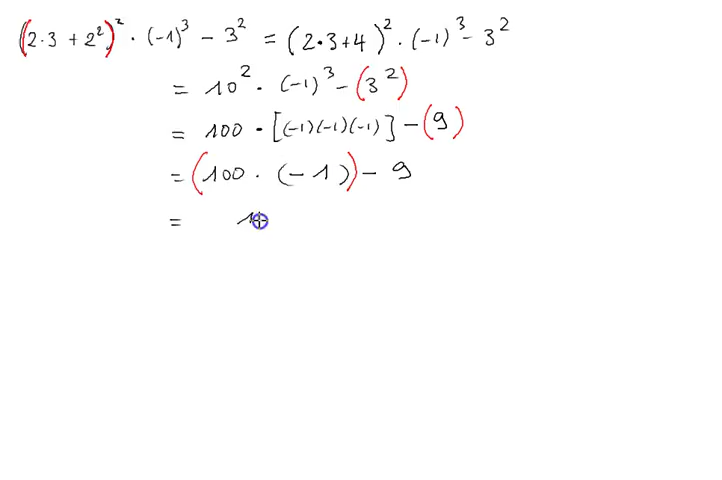 (2·3 + 2²)² · (-1)³ - 3² = (2·3+4)² · (-1)³ - 3²
= 10² · (-1)³ - (3²)
= 100 · [(-1)(-1)(-1)] - (9)
= (100 · (-1)) - 9
=